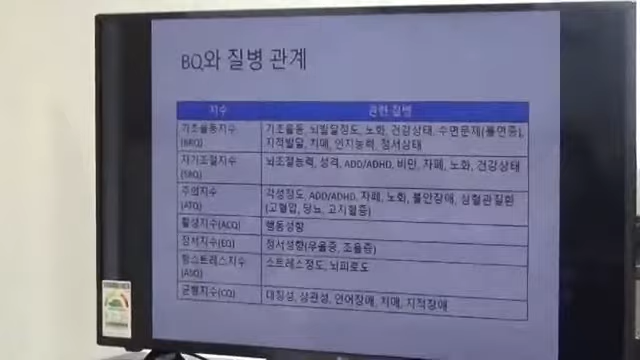 BQ와 질병 관계
지수 관련 질병
기초율동지수 기초율동, 뇌발달정도, 노화, 건강상태, 수면문제(불면증),
(BRQ) 지적발달, 치매, 인지능력, 정서상태
자기조절지수 뇌조절능력, 성격, ADD/ADHD, 비만, 자폐, 노화, 건강상태
(SRQ)
주의지수 각성정도, ADD/ADHD, 자폐, 노화, 불안장애, 심혈관질환
(ATQ) (고혈압, 당뇨, 고지혈증)
활성지수(ACQ) 행동성향
정서지수(EQ) 정서성향(우울증, 조울증)
항스트레스지수 스트레스정도, 뇌피로도
(ASQ)
균형지수(CQ) 대칭성, 상관성, 언어장애, 치매, 지적장애